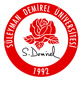 SÜLEYMAN DEMİREL ÜNİVERSİTESİ
S. Demirel
1992